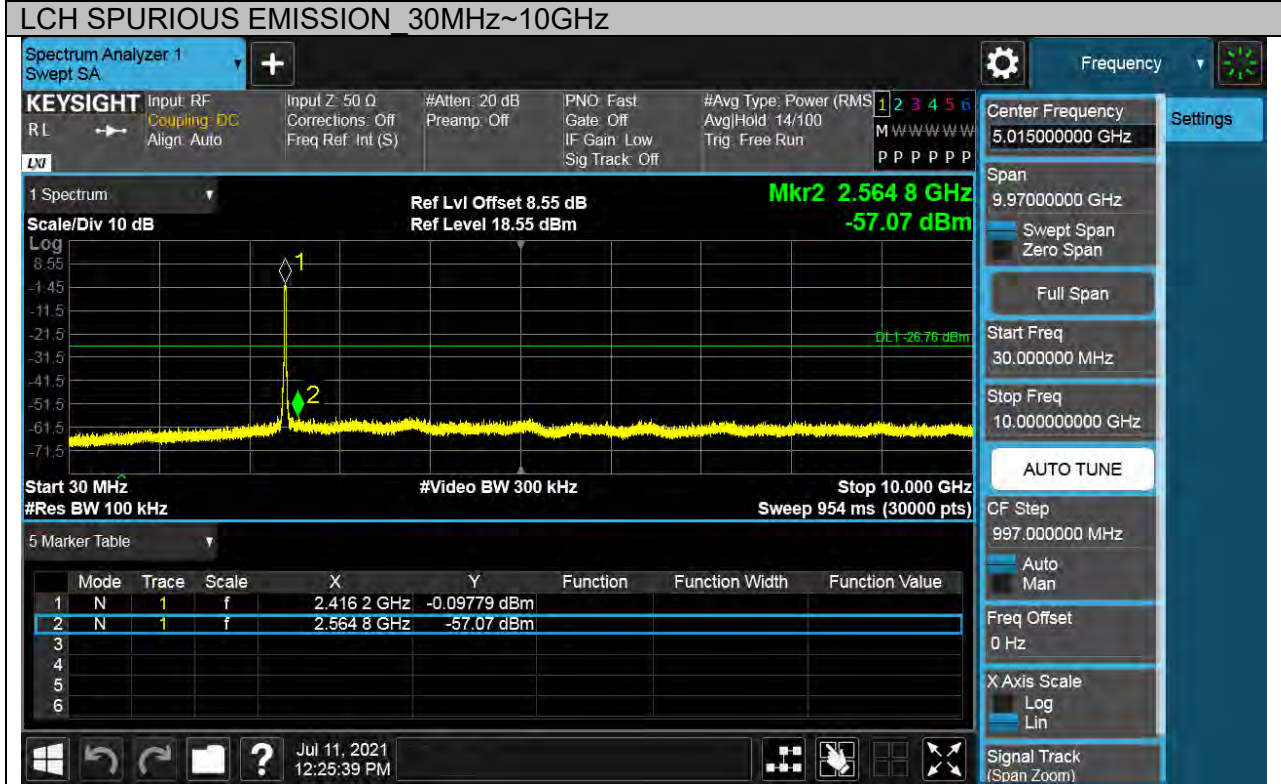 LCH SPURIOUS EMISSION_30MHz~10GHz
Spectrum Analyzer 1
Swept SA
+
Frequency
KEYSIGHT
RL
LXI
Input: RF
Coupling: DC
Align: Auto
Input Z: 50 Ω
Corrections: Off
Freq Ref: Int (S)
#Atten: 20 dB
Preamp: Off
PNO: Fast
Gate: Off
IF Gain: Low
Sig Track: Off
#Avg Type: Power (RMS
Avg|Hold: 14/100
Trig: Free Run
1 2 3 4 5 6
M W W W W W
P P P P P P
1 Spectrum
Scale/Div 10 dB
Ref Lvl Offset 8.55 dB
Ref Level 18.55 dBm
Mkr2 2.564 8 GHz
-57.07 dBm
Log
8.55
-1.45
-11.5
-21.5
-31.5
-41.5
-51.5
-61.5
-71.5
1
2
DL1 -26.76 dBm
Start 30 MHz
#Video BW 300 kHz
Stop 10.000 GHz
#Res BW 100 kHz
Sweep 954 ms (30000 pts)
5 Marker Table
Mode Trace Scale X Y Function Function Width Function Value
1 N 1 f 2.416 2 GHz -0.09779 dBm
2 N 1 f 2.564 8 GHz -57.07 dBm
3
4
5
6
?
Jul 11, 2021
12:25:39 PM
Center Frequency
5.015000000 GHz
Settings
Span
9.97000000 GHz
Swept Span
Zero Span
Full Span
Start Freq
30.000000 MHz
Stop Freq
10.000000000 GHz
AUTO TUNE
CF Step
997.000000 MHz
Auto
Man
Freq Offset
0 Hz
X Axis Scale
Log
Lin
Signal Track
(Span Zoom)